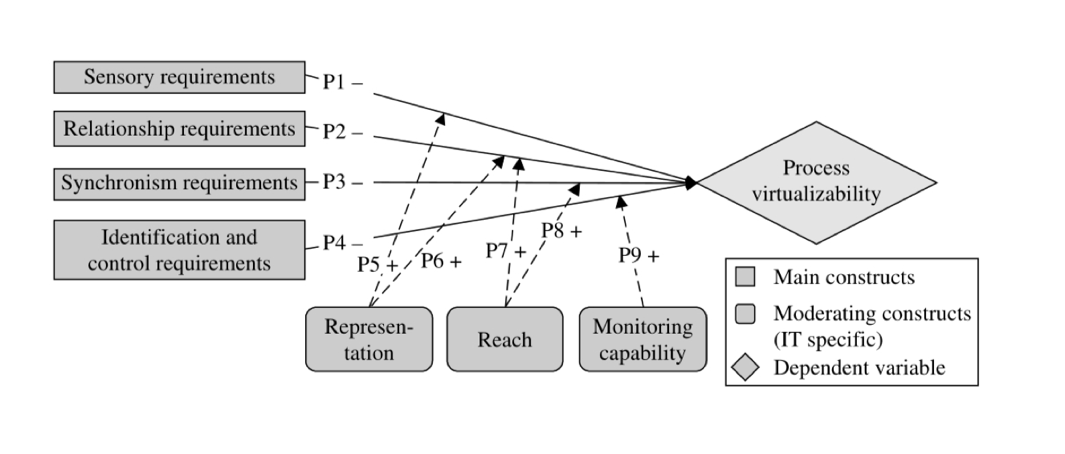 Sensory requirements
P1 –
Relationship requirements
P2 –
Synchronism requirements
P3 –
Identification and
control requirements
P4 –
Process
virtualizability
P5 +
P6 +
P7 +
P8 +
P9 +
Represen-
tation
Reach
Monitoring
capability
Main constructs
Moderating constructs
(IT specific)
Dependent variable